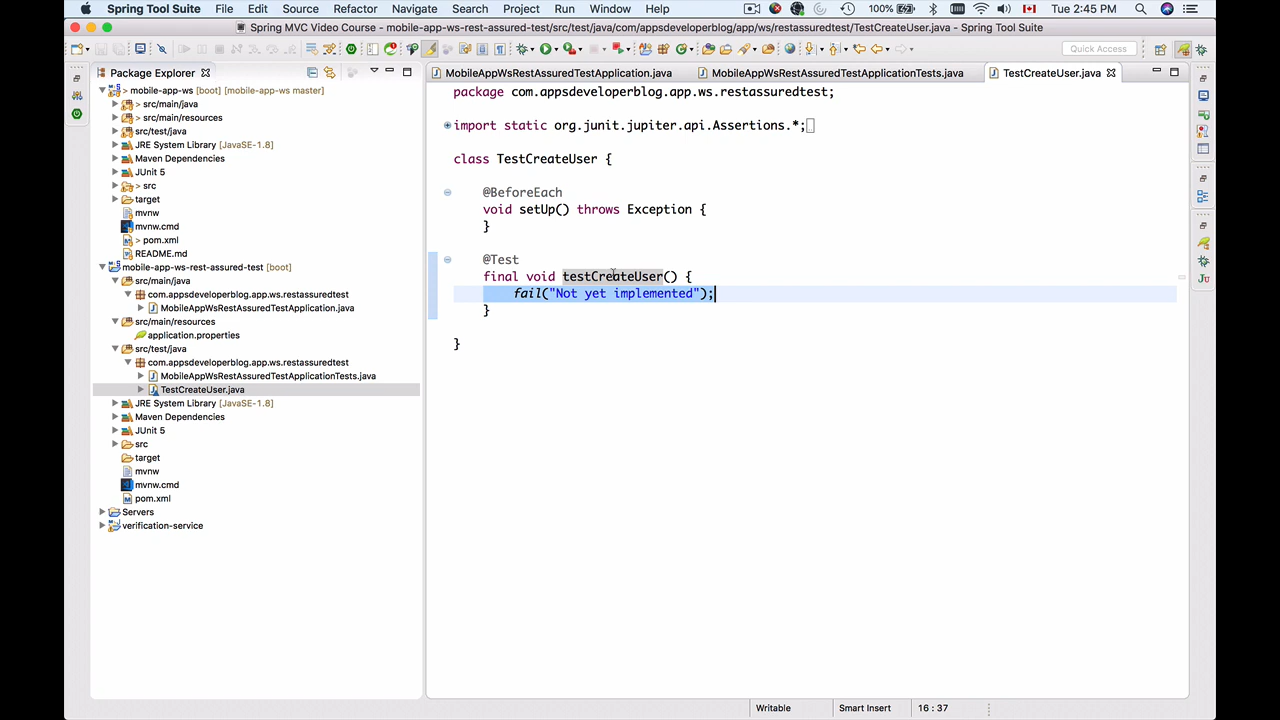 Spring Tool Suite File Edit Source Refactor Navigate Search Project Run Window Help 100% Tue 2:45 PM
Spring MVC Video Course - mobile-app-ws-rest-assured-test/src/test/java/com/appsdeveloperblog/app/ws/restassuredtest/TestCreateUser.java - Spring Tool Suite
Quick Access
Package Explorer
MobileAppWsRestAssuredTestApplication.java
MobileAppWsRestAssuredTestApplicationTests.java
TestCreateUser.java
> mobile-app-ws [boot] [mobile-app-ws master]
> src/main/java
> src/main/resources
src/test/java
JRE System Library [JavaSE-1.8]
Maven Dependencies
JUnit 5
> src
target
mvnw
mvnw.cmd
> pom.xml
README.md
mobile-app-ws-rest-assured-test [boot]
src/main/java
com.appsdeveloperblog.app.ws.restassuredtest
MobileAppWsRestAssuredTestApplication.java
src/main/resources
application.properties
src/test/java
com.appsdeveloperblog.app.ws.restassuredtest
MobileAppWsRestAssuredTestApplicationTests.java
TestCreateUser.java
JRE System Library [JavaSE-1.8]
Maven Dependencies
JUnit 5
src
target
mvnw
mvnw.cmd
pom.xml
Servers
verification-service
package com.appsdeveloperblog.app.ws.restassuredtest;
import static org.junit.jupiter.api.Assertions.*;
class TestCreateUser {
@BeforeEach
void setUp() throws Exception {
}
@Test
final void testCreateUser() {
fail("Not yet implemented");
}
}
Writable Smart Insert 16 : 37